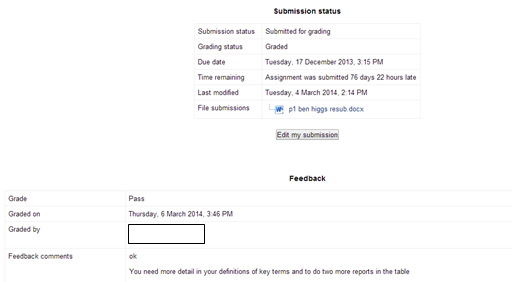 Submission status
Submission status Submitted for grading
Grading status Graded
Due date Tuesday, 17 December 2013, 3:15 PM
Time remaining Assignment was submitted 76 days 22 hours late
Last modified Tuesday, 4 March 2014, 2:14 PM
File submissions p1 ben higgs resub.docx
Edit my submission
Feedback
Grade Pass
Graded on Thursday, 6 March 2014, 3:46 PM
Graded by
Feedback comments ok
You need more detail in your definitions of key terms and to do two more reports in the table